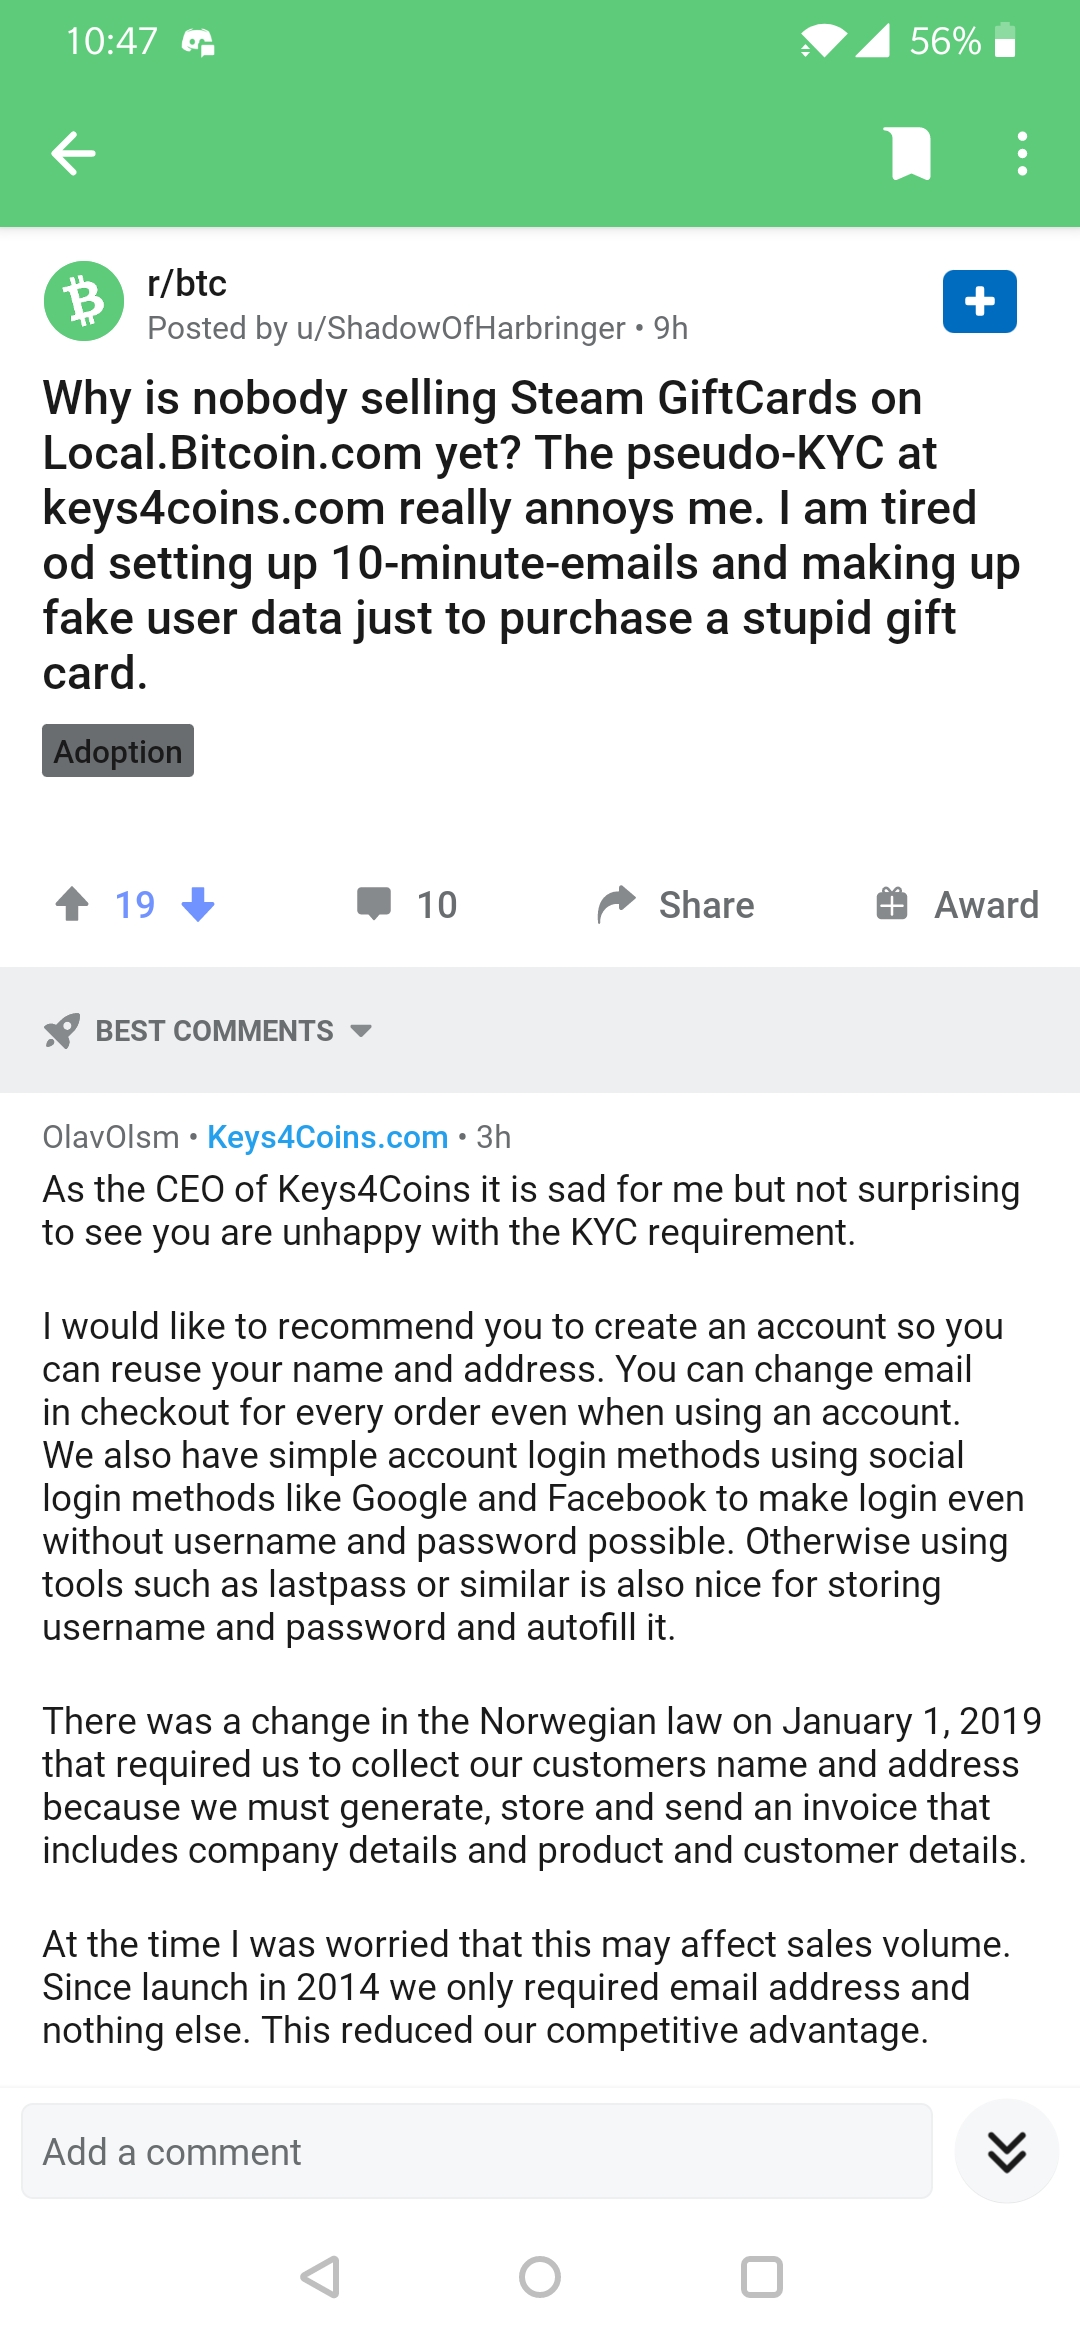 10:47
56%
r/btc
Posted by u/ShadowOfHarbringer • 9h
Why is nobody selling Steam GiftCards on
Local.Bitcoin.com yet? The pseudo-KYC at
keys4coins.com really annoys me. I am tired
od setting up 10-minute-emails and making up
fake user data just to purchase a stupid gift
card.
Adoption
19
10
Share
Award
BEST COMMENTS
OlavOlsm • Keys4Coins.com • 3h
As the CEO of Keys4Coins it is sad for me but not surprising
to see you are unhappy with the KYC requirement.
I would like to recommend you to create an account so you
can reuse your name and address. You can change email
in checkout for every order even when using an account.
We also have simple account login methods using social
login methods like Google and Facebook to make login even
without username and password possible. Otherwise using
tools such as lastpass or similar is also nice for storing
username and password and autofill it.
There was a change in the Norwegian law on January 1, 2019
that required us to collect our customers name and address
because we must generate, store and send an invoice that
includes company details and product and customer details.
At the time I was worried that this may affect sales volume.
Since launch in 2014 we only required email address and
nothing else. This reduced our competitive advantage.
Add a comment